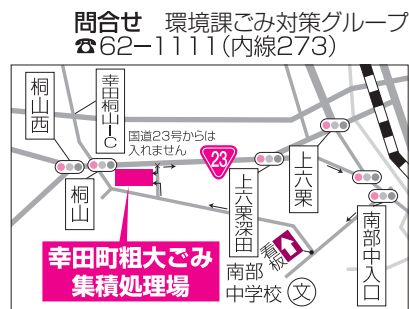 問合せ　環境課ごみ対策グループ
☎62−1111（内線273）
桐山西
幸田桐山IC
国道23号からは
入れません
23
桐山
上六栗深田
上六栗
南部中入口
幸田町粗大ごみ
集積処理場
看板
南部
中学校
文